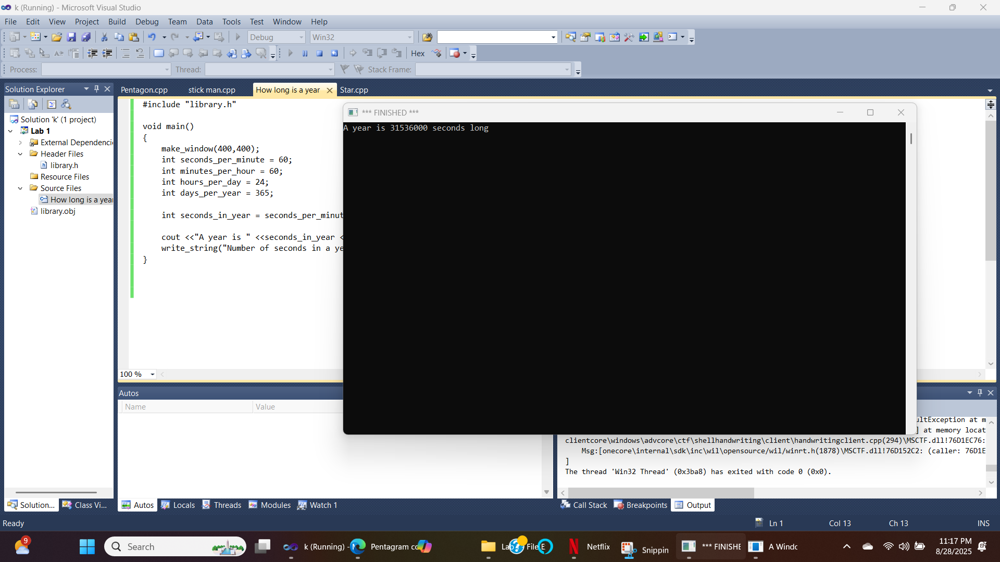 k (Running) - Microsoft Visual Studio
File Edit View Project Build Debug Team Data Tools Test Window Help
Debug Win32
Hex
Process: Thread: Stack Frame:
Solution Explorer
Pentagon.cpp stick man.cpp How long is a year Star.cpp
Solution 'k' (1 project)
Lab 1
External Dependenci
Header Files
library.h
Resource Files
Source Files
How long is a year
library.obj
#include "library.h"
void main()
{
make_window(400,400);
int seconds_per_minute = 60;
int minutes_per_hour = 60;
int hours_per_day = 24;
int days_per_year = 365;
int seconds_in_year = seconds_per_minut
cout <<"A year is " <<seconds_in_year <
write_string("Number of seconds in a ye
}
*** FINISHED ***
A year is 31536000 seconds long
100 %
Autos
Name Value
ultException at m
] at memory locat
clientcore\windows\advcore\ctf\shellhandwriting\client\handwritingclient.cpp(294)\MSCTF.dll!76D1EC76:
Msg:[onecore\internal\sdk\inc\wil\opensource/wil/winrt.h(1878)\MSCTF.dll!76D152C2: (caller: 76D1E
]
The thread 'Win32 Thread' (0x3ba8) has exited with code 0 (0x0).
Solution... Class Vi... Autos Locals Threads Modules Watch 1 Call Stack Breakpoints Output
Ready Ln 1 Col 13 Ch 13 INS
9 Search k (Running) - Pentagram co La File E Netflix Snippin *** FINISHE A Windo
11:17 PM
8/28/2025